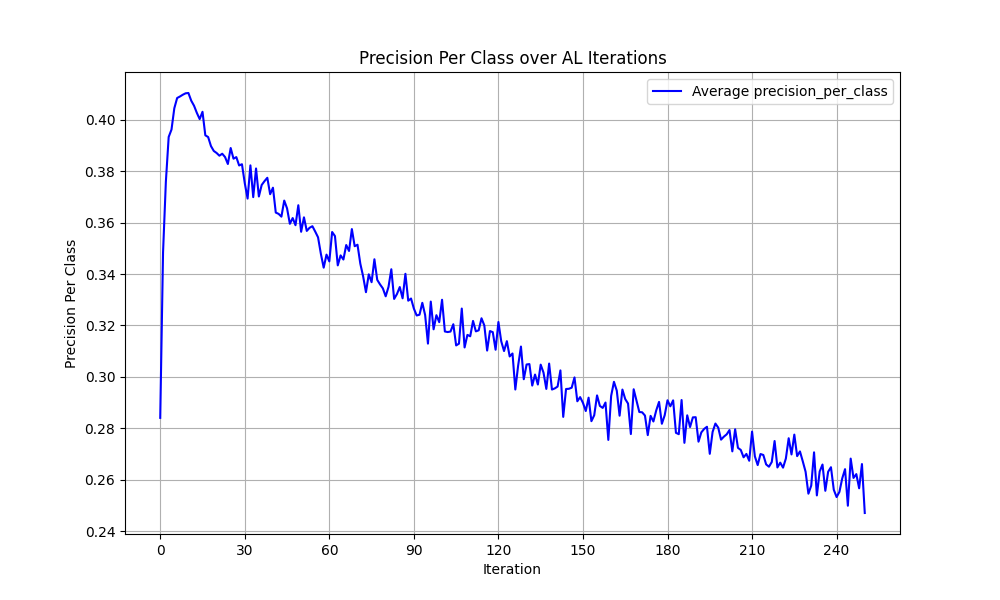 Precision Per Class over AL Iterations
Average precision_per_class
Precision Per Class
0.40
0.38
0.36
0.34
0.32
0.30
0.28
0.26
0.24
0 30 60 90 120 150 180 210 240
Iteration